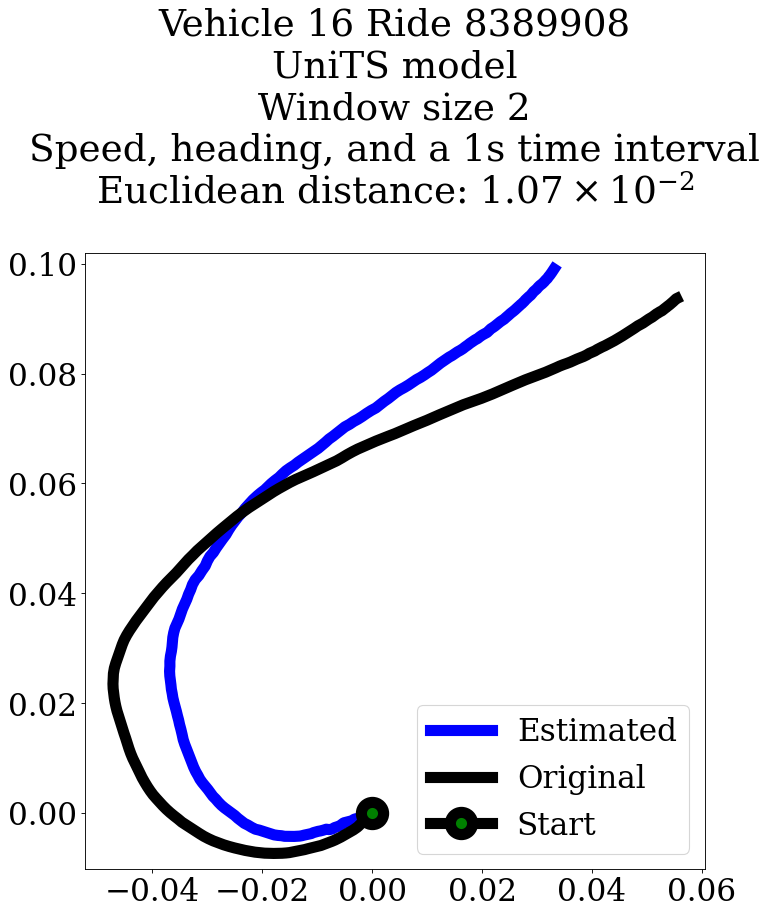 Vehicle 16 Ride 8389908
UniTS model
Window size 2
Speed, heading, and a 1s time interval
Euclidean distance: 1.07 × 10⁻²
0.10
0.08
0.06
0.04
0.02
0.00
Estimated
Original
Start
−0.04 −0.02 0.00 0.02 0.04 0.06